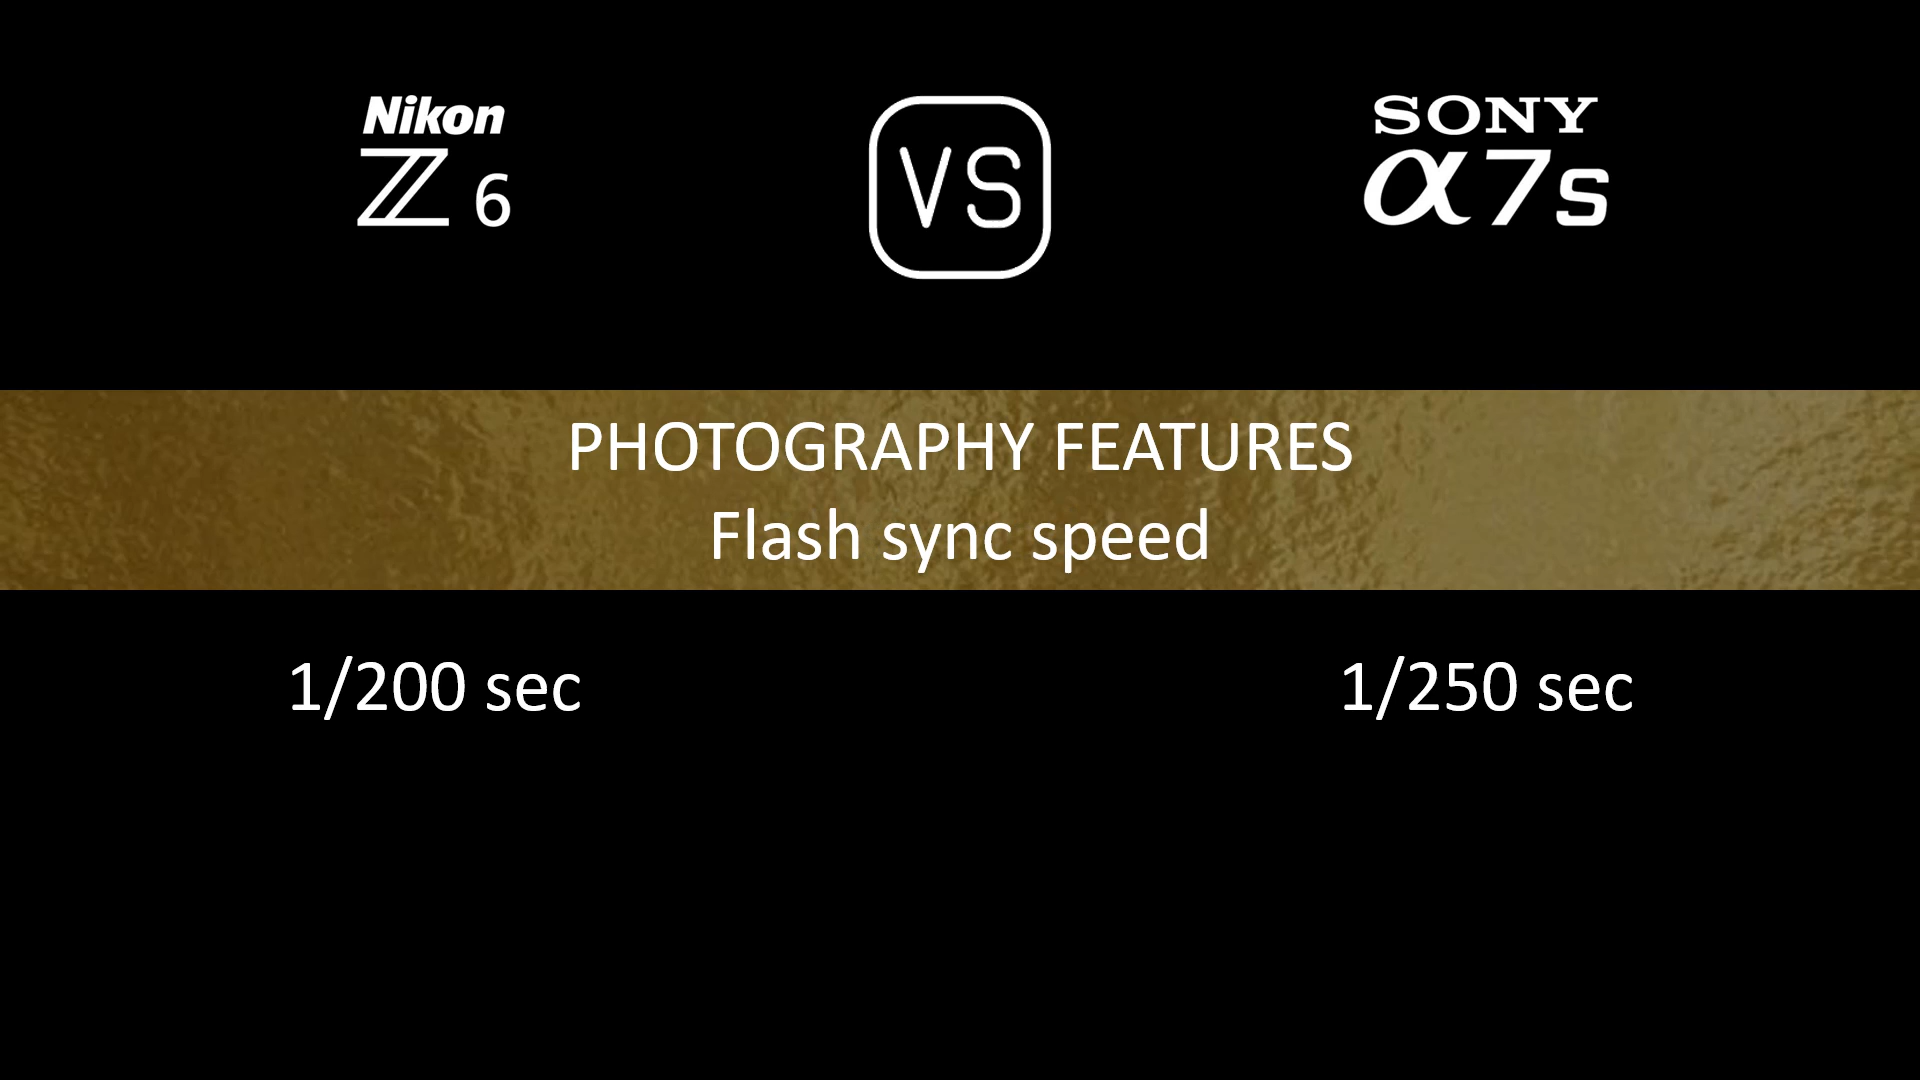 Nikon
Z 6
VS
SONY
α7s
PHOTOGRAPHY FEATURES
Flash sync speed
1/200 sec
1/250 sec